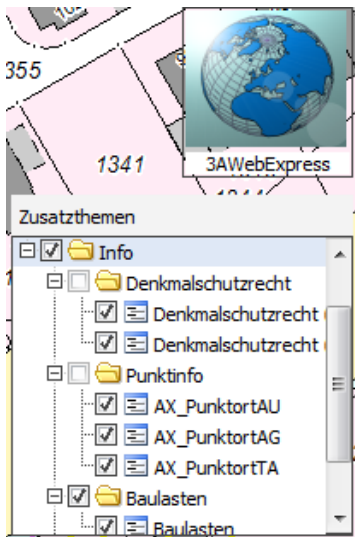 355
1341
3AWebExpress
Zusatzthemen
Info
Denkmalschutzrecht
Denkmalschutzrecht (
Denkmalschutzrecht (
Punktinfo
AX_PunktortAU
AX_PunktortAG
AX_PunktortTA
Baulasten
Baulasten